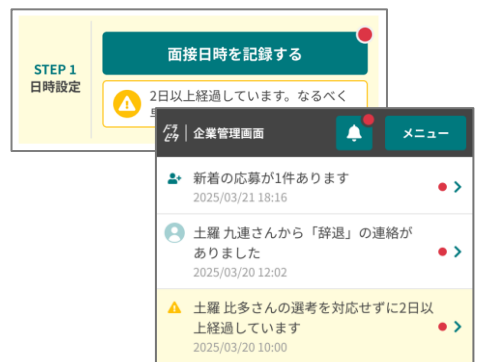 STEP 1
日時設定
面接日時を記録する
2日以上経過しています。なるべく
ドラピタ
企業管理画面
メニュー
新着の応募が1件あります
2025/03/21 18:16
土羅 九連さんから「辞退」の連絡が
ありました
2025/03/20 12:02
土羅 比多さんの選考を対応せずに2日以
上経過しています
2025/03/20 10:00